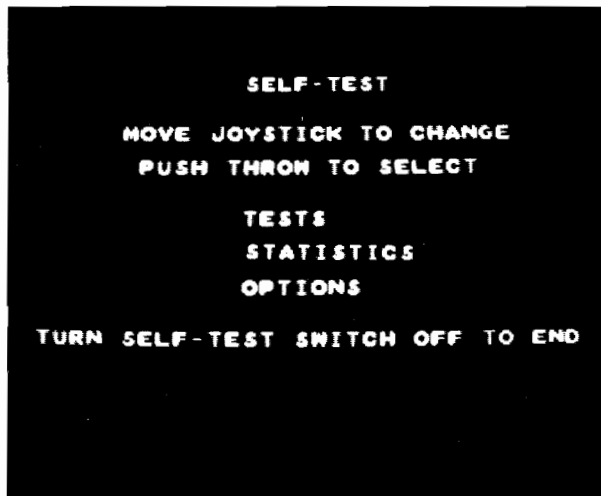 SELF-TEST
MOVE JOYSTICK TO CHANGE
PUSH THROW TO SELECT
TESTS
STATISTICS
OPTIONS
TURN SELF-TEST SWITCH OFF TO END